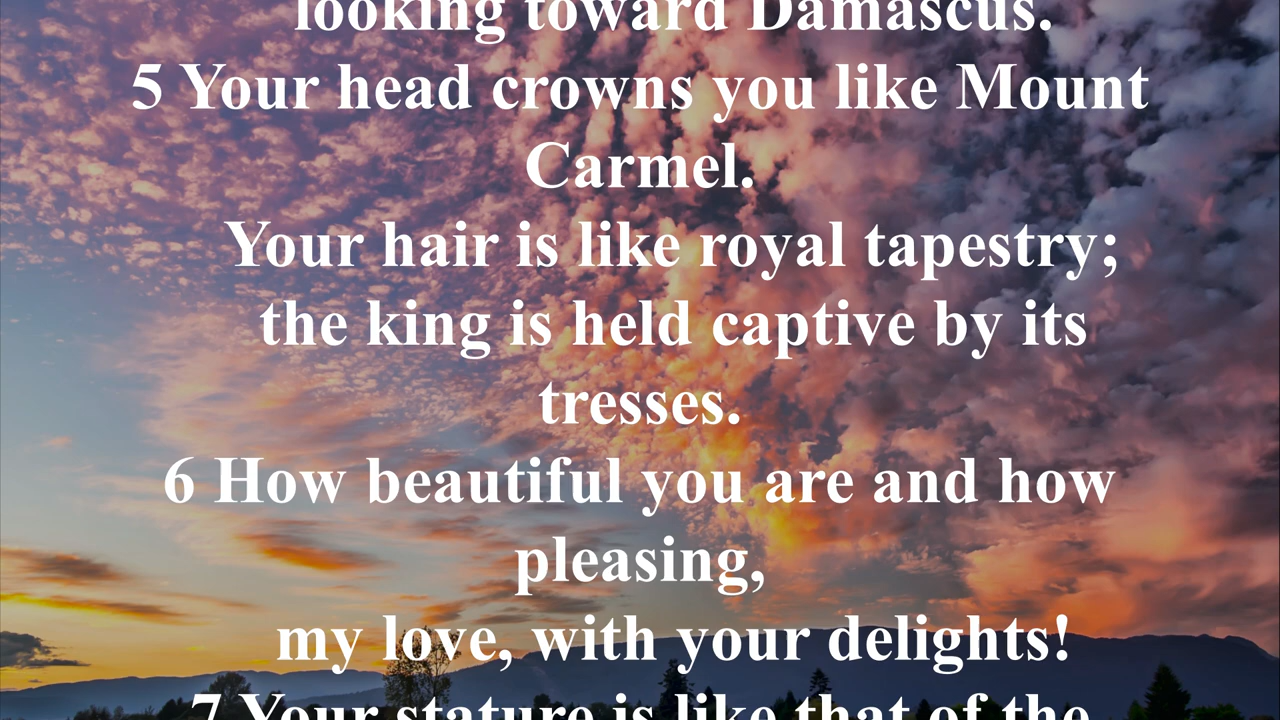 looking toward Damascus.
5 Your head crowns you like Mount
Carmel.
Your hair is like royal tapestry;
the king is held captive by its
tresses.
6 How beautiful you are and how
pleasing,
my love, with your delights!
7 Your stature is like that of the